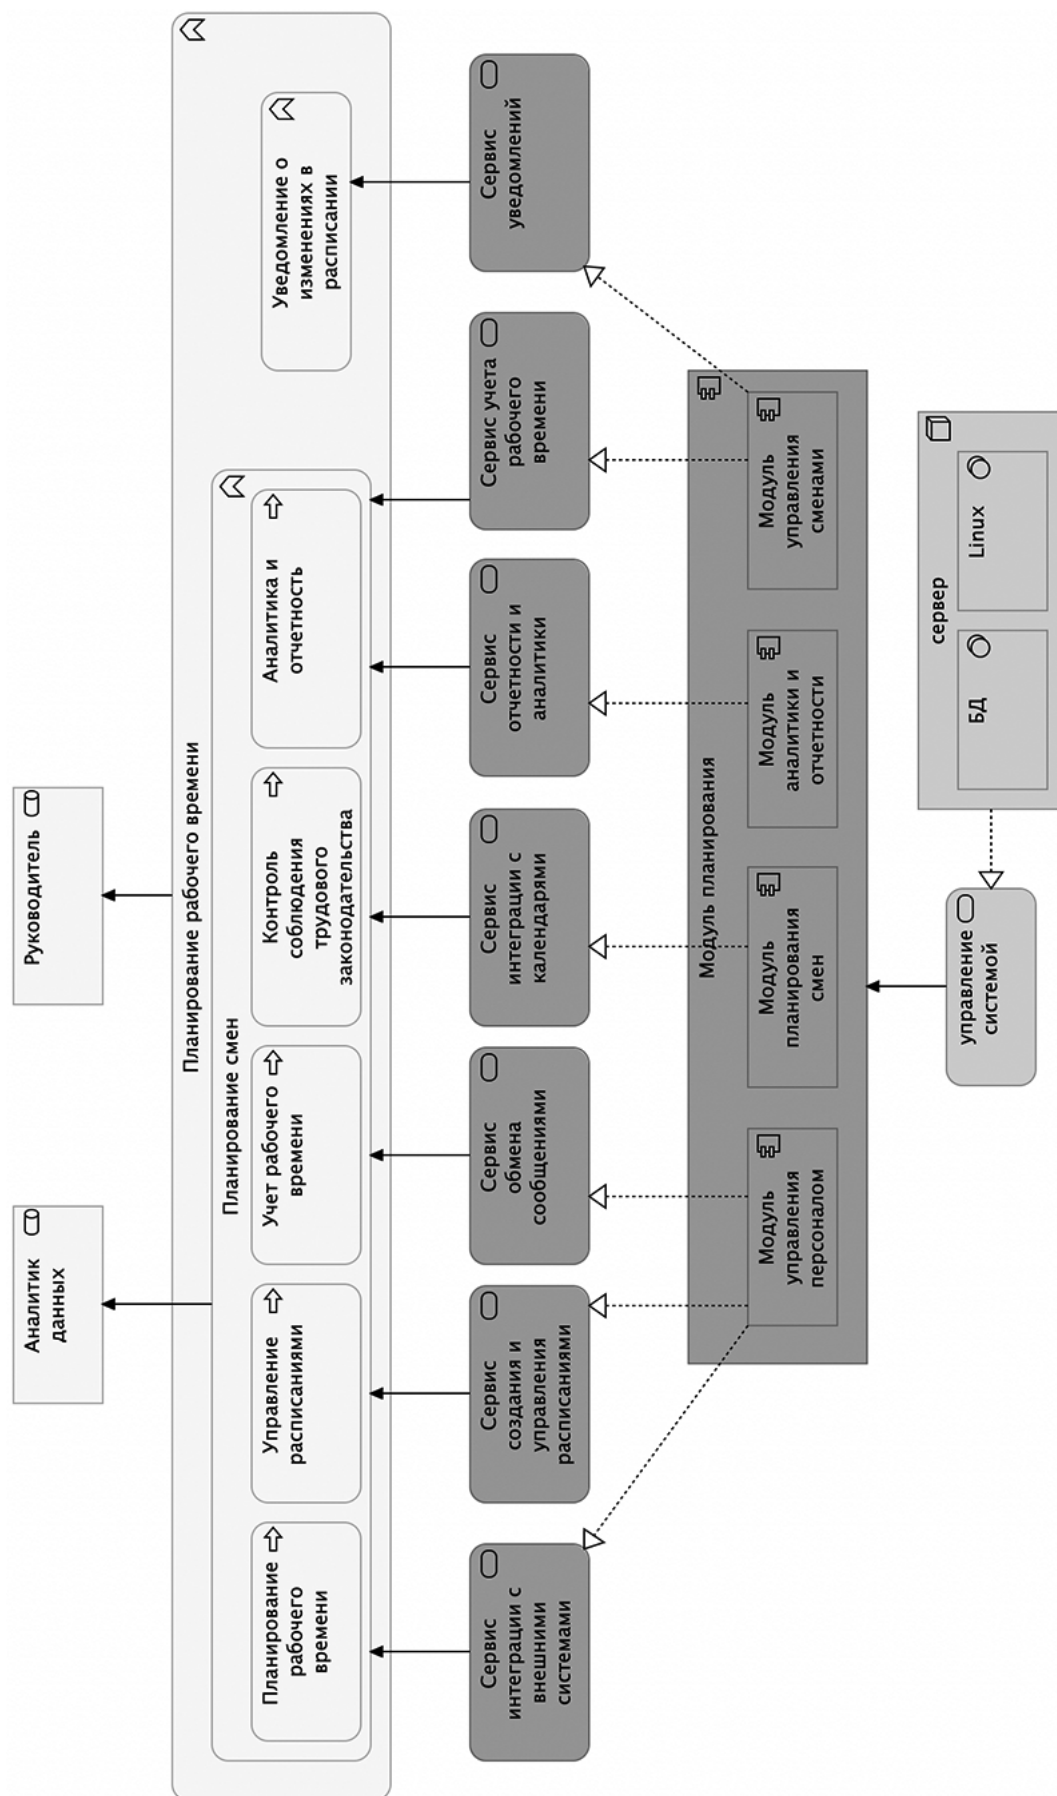 Аналитик
данных
Руководитель
Планирование рабочего времени
Планирование смен
Планирование
рабочего
времени
Управление
расписаниями
Учет рабочего
времени
Контроль
соблюдения
трудового
законодательства
Аналитика и
отчетность
Уведомление о
изменениях в
расписании
Сервис
интеграции с
внешними
системами
Сервис
создания и
управления
расписаниями
Сервис
обмена
сообщениями
Сервис
интеграции с
календарями
Сервис
отчетности и
аналитики
Сервис учета
рабочего
времени
Сервис
уведомлений
Модуль планирования
Модуль
управления
персоналом
Модуль
планирования
смен
Модуль
аналитики и
отчетности
Модуль
управления
сменами
управление
системой
сервер
БД
Linux